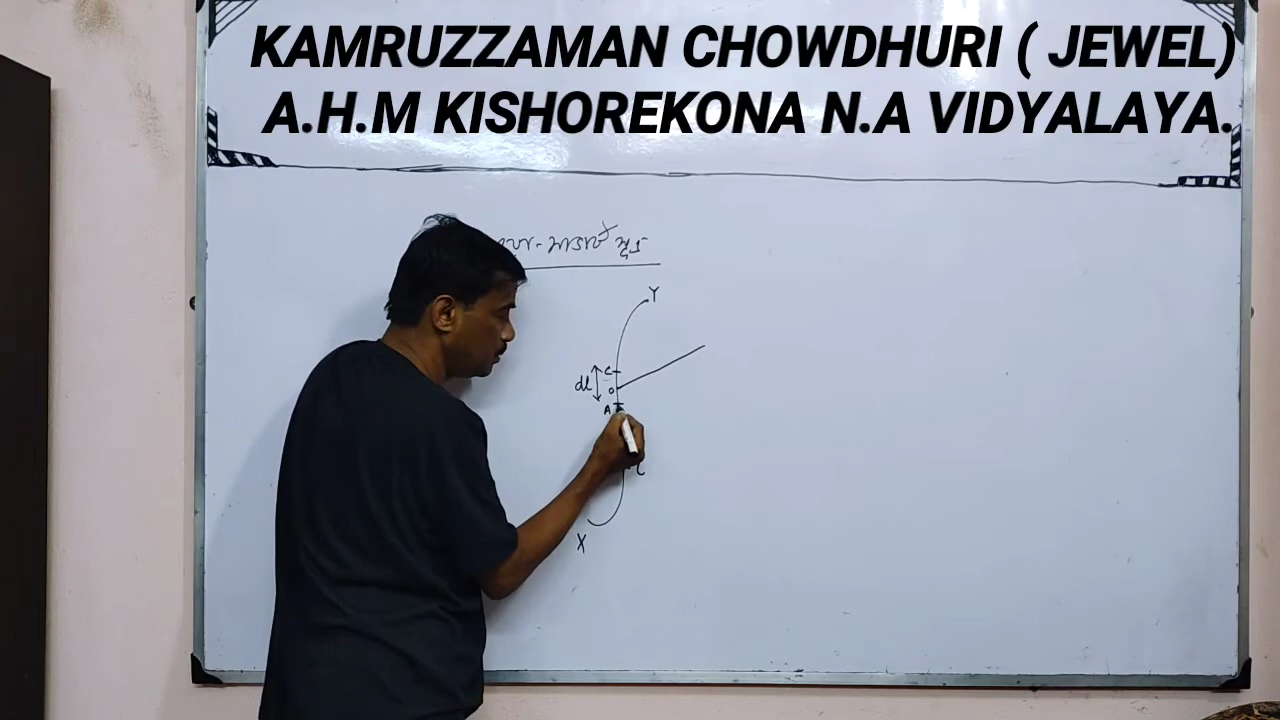 KAMRUZZAMAN CHOWDHURI ( JEWEL)
A.H.M KISHOREKONA N.A VIDYALAYA.
সাভার্ট সূত্র
Y
C
dl
O
A
X